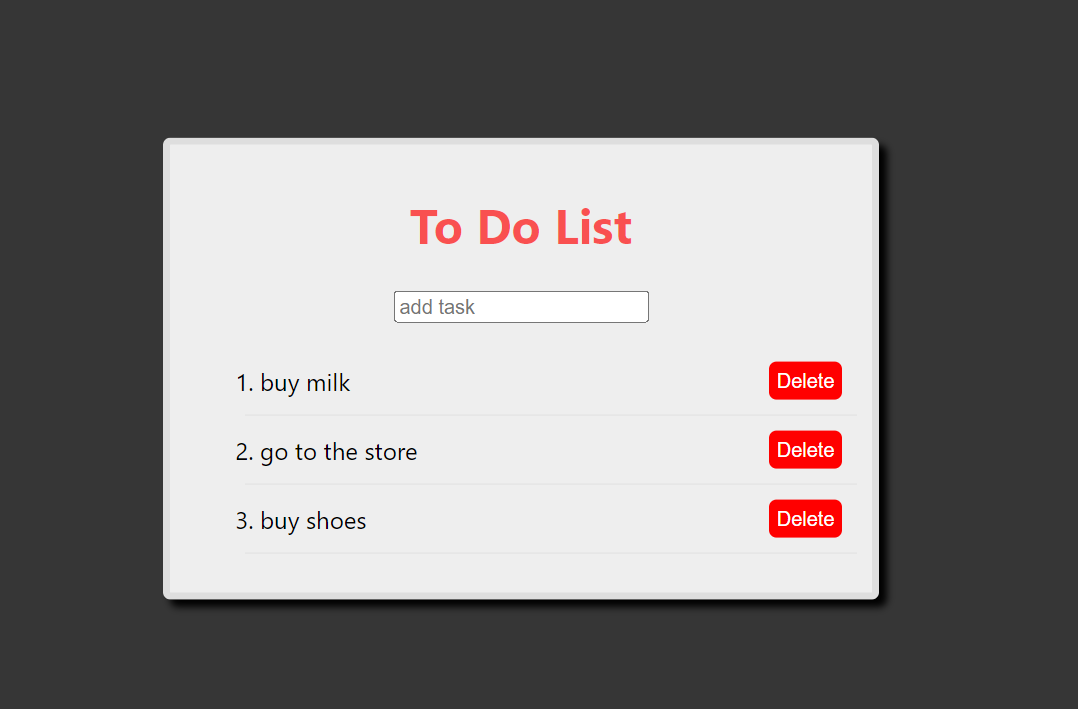 To Do List
add task
1. buy milk Delete
2. go to the store Delete
3. buy shoes Delete